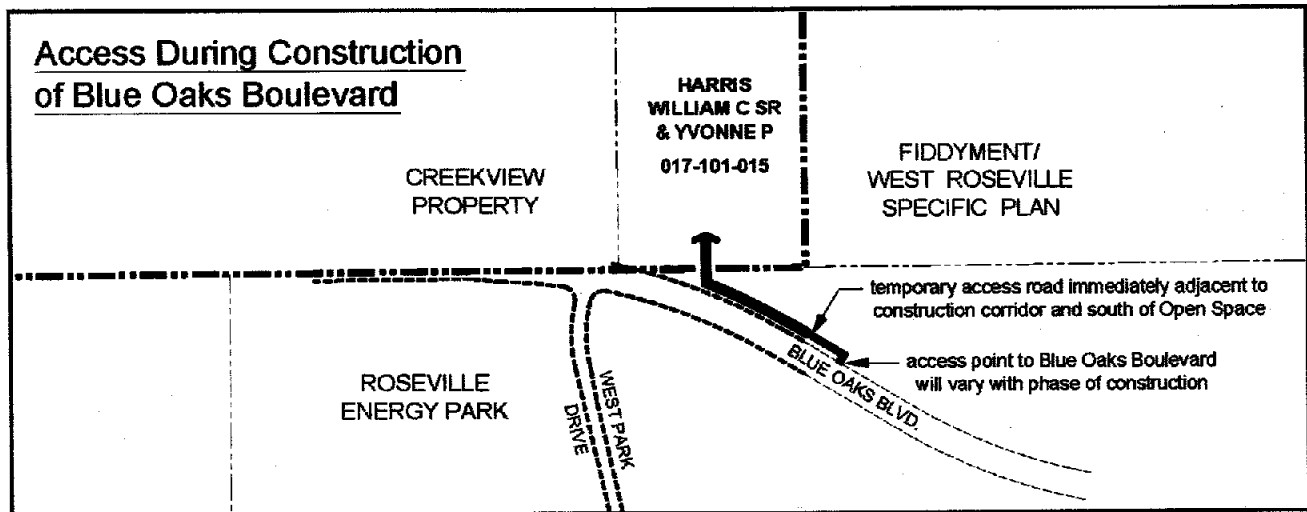 Access During Construction
of Blue Oaks Boulevard
HARRIS
WILLIAM C SR
& YVONNE P
017-101-015
CREEKVIEW
PROPERTY
FIDDYMENT/
WEST ROSEVILLE
SPECIFIC PLAN
temporary access road immediately adjacent to
construction corridor and south of Open Space
access point to Blue Oaks Boulevard
will vary with phase of construction
BLUE OAKS BLVD.
ROSEVILLE
ENERGY PARK
WEST PARK
DRIVE